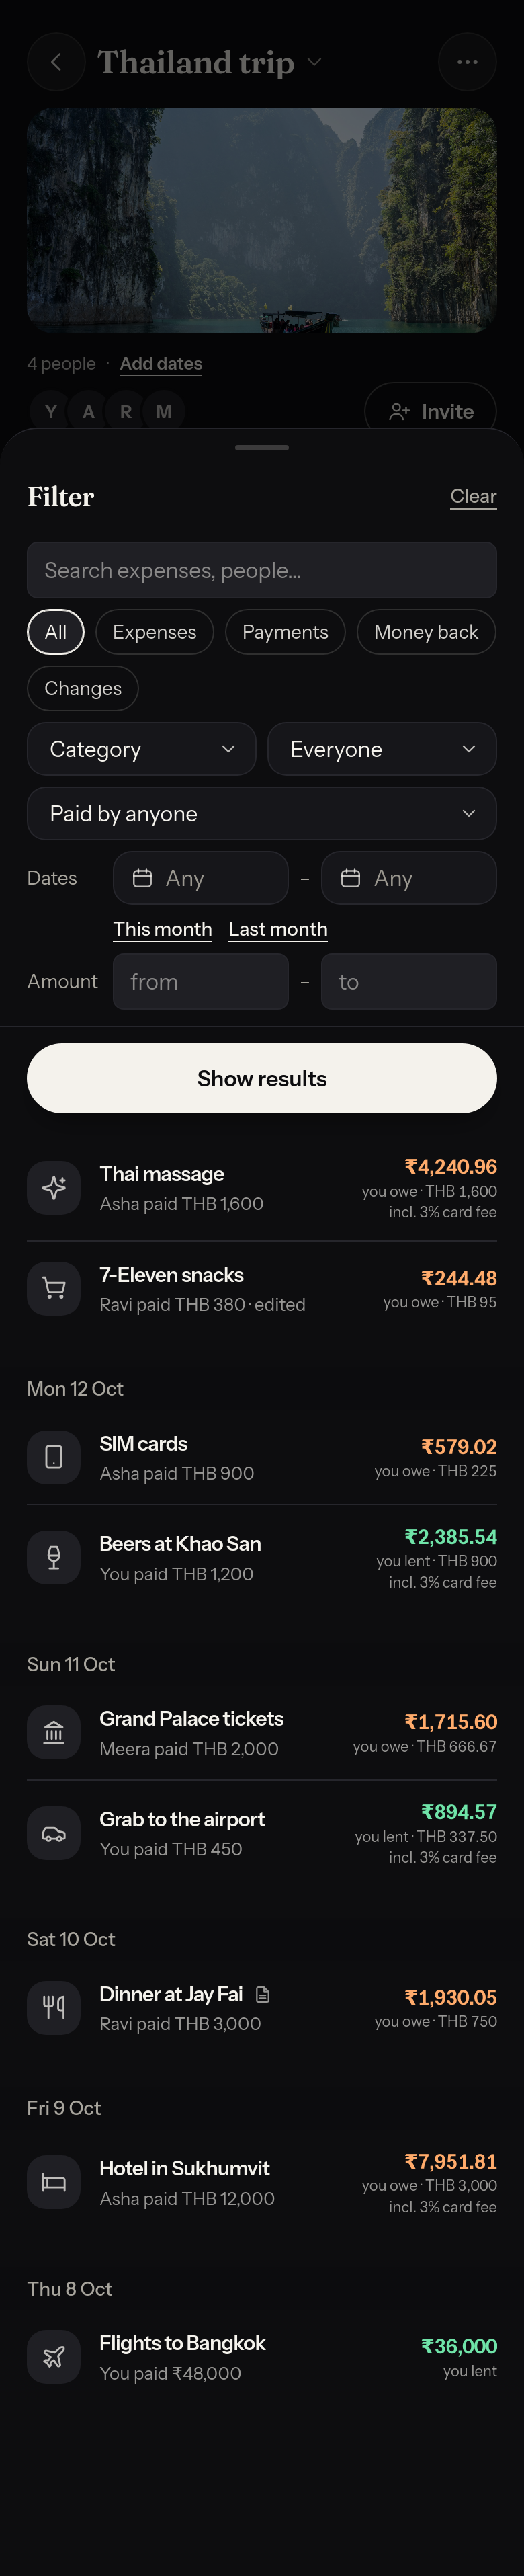 Thailand trip
4 people · Add dates
Y A R M
Invite
Filter
Clear
Search expenses, people...
All
Expenses
Payments
Money back
Changes
Category
Everyone
Paid by anyone
Dates
Any
–
Any
This month
Last month
Amount
from
–
to
Show results
Thai massage
Asha paid THB 1,600
₹4,240.96
you owe · THB 1,600
incl. 3% card fee
7-Eleven snacks
Ravi paid THB 380 · edited
₹244.48
you owe · THB 95
Mon 12 Oct
SIM cards
Asha paid THB 900
₹579.02
you owe · THB 225
Beers at Khao San
You paid THB 1,200
₹2,385.54
you lent · THB 900
incl. 3% card fee
Sun 11 Oct
Grand Palace tickets
Meera paid THB 2,000
₹1,715.60
you owe · THB 666.67
Grab to the airport
You paid THB 450
₹894.57
you lent · THB 337.50
incl. 3% card fee
Sat 10 Oct
Dinner at Jay Fai
Ravi paid THB 3,000
₹1,930.05
you owe · THB 750
Fri 9 Oct
Hotel in Sukhumvit
Asha paid THB 12,000
₹7,951.81
you owe · THB 3,000
incl. 3% card fee
Thu 8 Oct
Flights to Bangkok
You paid ₹48,000
₹36,000
you lent